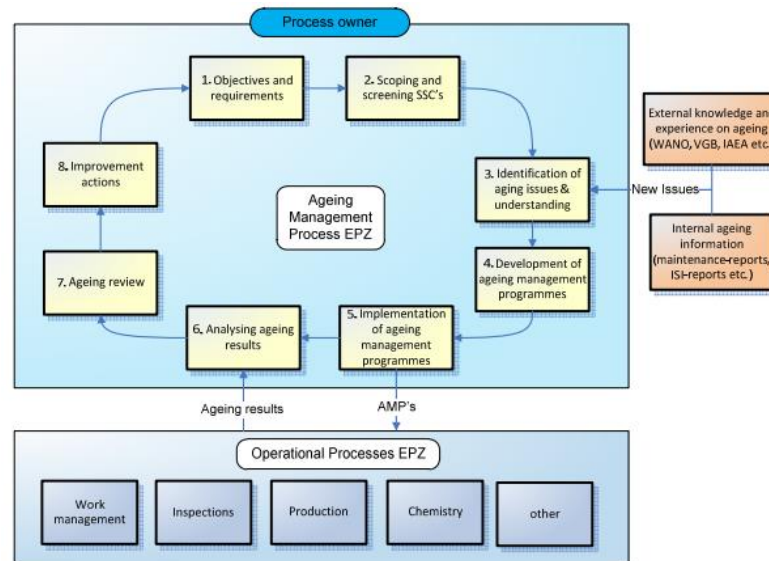 Process owner
1. Objectives and
requirements
2. Scoping and
screening SSC's
External knowledge and
experience on ageing
(WANO, VGB, IAEA etc.)
8. Improvement
actions
3. Identification of
aging issues &
understanding
New Issues
Ageing
Management
Process EPZ
Internal ageing
information
(maintenance-reports,
ISI-reports etc.)
7. Ageing review
4. Development of
ageing management
programmes
6. Analysing ageing
results
5. Implementation
of ageing
management
programmes
Ageing results
AMP's
Operational Processes EPZ
Work
management
Inspections
Production
Chemistry
other